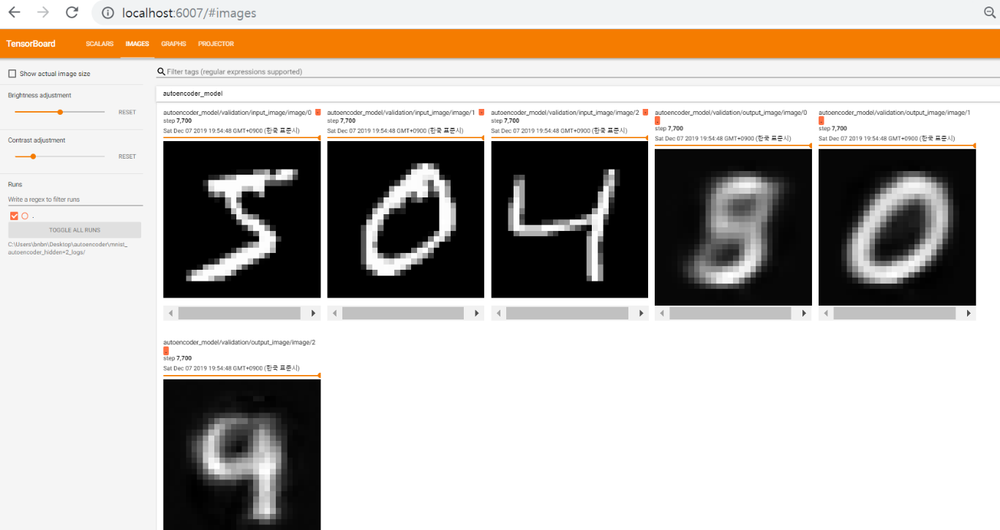 localhost:6007/#images
TensorBoard SCALARS IMAGES GRAPHS PROJECTOR
Show actual image size
Brightness adjustment
RESET
Contrast adjustment
RESET
Runs
Write a regex to filter runs
.
TOGGLE ALL RUNS
C:\Users\bnbn\Desktop\autoencoder\mnist_
autoencoder_hidden=2_logs/
Filter tags (regular expressions supported)
autoencoder_model
autoencoder_model/validation/input_image/image/0 .
step 7,700
Sat Dec 07 2019 19:54:48 GMT+0900 (한국 표준시)
5
autoencoder_model/validation/input_image/image/1 .
step 7,700
Sat Dec 07 2019 19:54:48 GMT+0900 (한국 표준시)
0
autoencoder_model/validation/input_image/image/2 .
step 7,700
Sat Dec 07 2019 19:54:48 GMT+0900 (한국 표준시)
4
autoencoder_model/validation/output_image/image/0
.
step 7,700
Sat Dec 07 2019 19:54:48 GMT+0900 (한국 표준시)
autoencoder_model/validation/output_image/image/1
.
step 7,700
Sat Dec 07 2019 19:54:48 GMT+0900 (한국 표준시)
0
autoencoder_model/validation/output_image/image/2
.
step 7,700
Sat Dec 07 2019 19:54:48 GMT+0900 (한국 표준시)
9